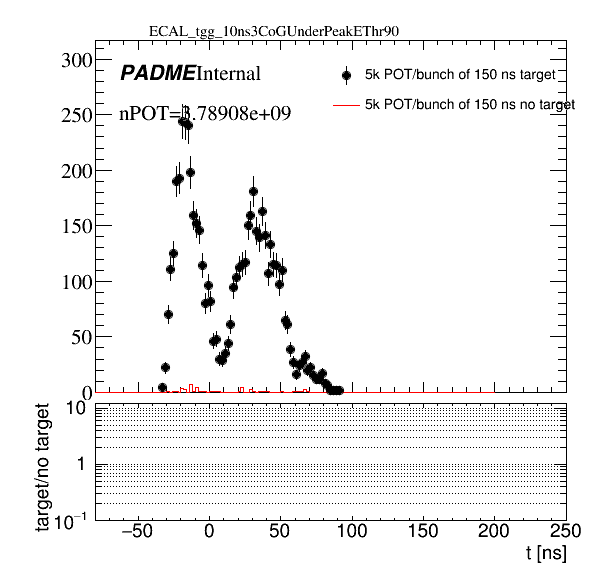 ECAL_tgg_10ns3CoGUnderPeakEThr90
PADME Internal
nPOT=3.78908e+09
5k POT/bunch of 150 ns target
5k POT/bunch of 150 ns no target
300
250
200
150
100
50
0
target/no target
10
1
10⁻¹
−50 0 50 100 150 200 250
t [ns]